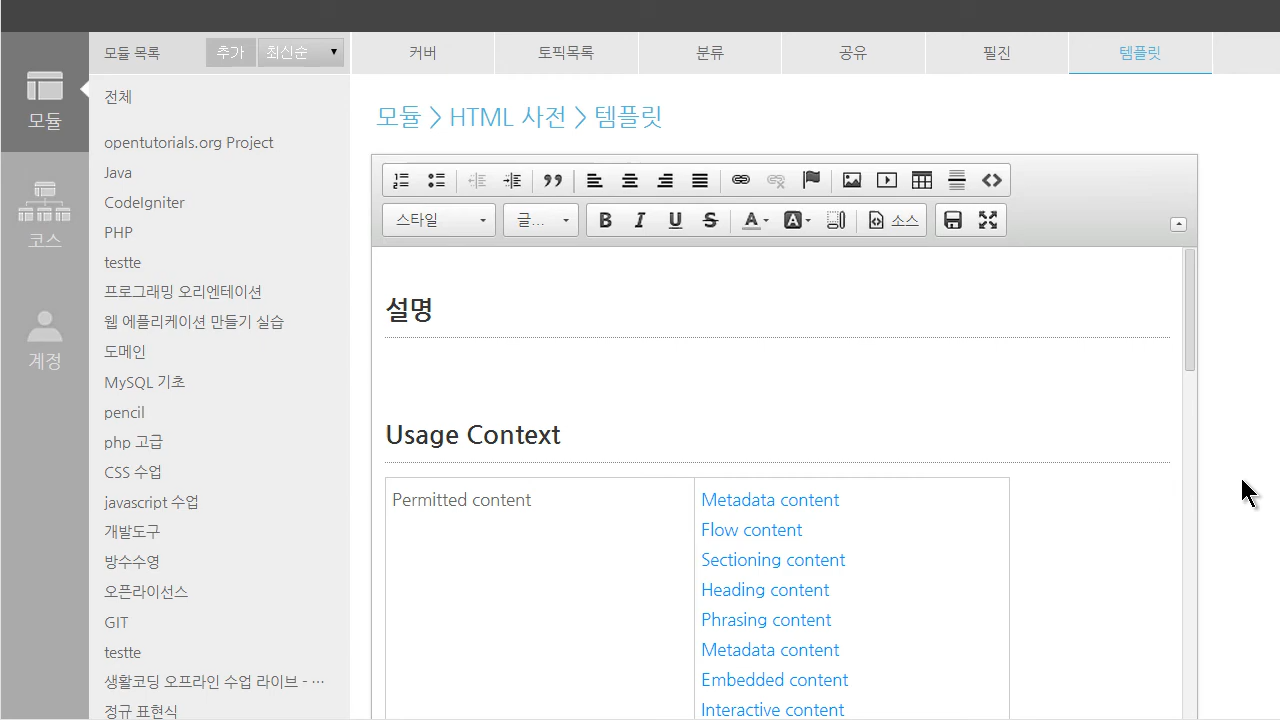 모듈
코스
계정
모듈 목록 추가 최신순
전체
opentutorials.org Project
Java
CodeIgniter
PHP
testte
프로그래밍 오리엔테이션
웹 에플리케이션 만들기 실습
도메인
MySQL 기초
pencil
php 고급
CSS 수업
javascript 수업
개발도구
방수수영
오픈라이선스
GIT
testte
생활코딩 오프라인 수업 라이브 - ...
정규 표현식
커버 토픽목록 분류 공유 필진 템플릿
모듈 > HTML 사전 > 템플릿
스타일 글... B I U S A A 소스
설명
Usage Context
Permitted content
Metadata content
Flow content
Sectioning content
Heading content
Phrasing content
Metadata content
Embedded content
Interactive content